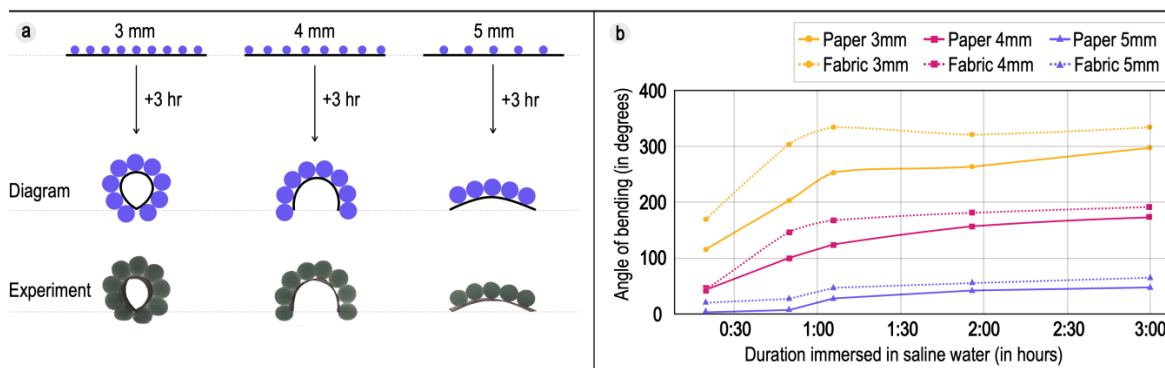 a
3 mm
4 mm
5 mm
+3 hr
+3 hr
+3 hr
Diagram
Experiment
b
Paper 3mm
Paper 4mm
Paper 5mm
Fabric 3mm
Fabric 4mm
Fabric 5mm
Angle of bending (in degrees)
400
300
200
100
0
0:30
1:00
1:30
2:00
2:30
3:00
Duration immersed in saline water (in hours)